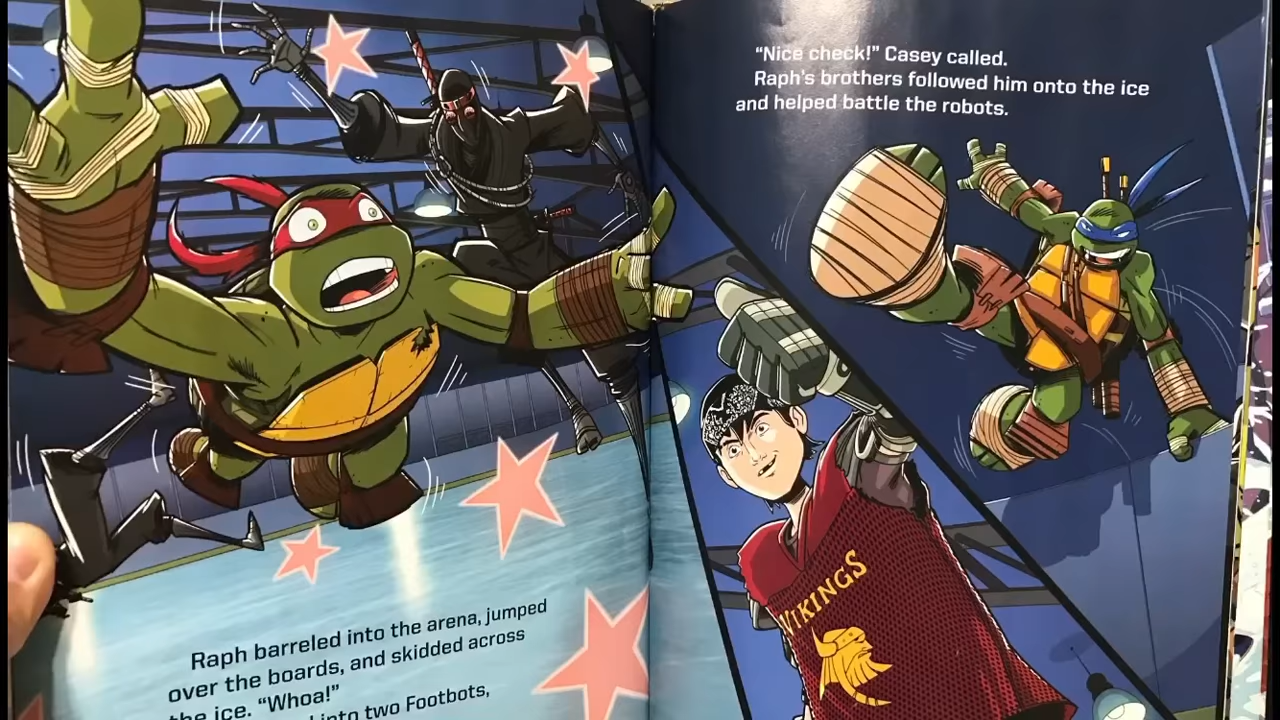 Raph barreled into the arena, jumped
over the boards, and skidded across
the ice. "Whoa!"
into two Footbots,
"Nice check!" Casey called.
Raph's brothers followed him onto the ice
and helped battle the robots.
VIKINGS